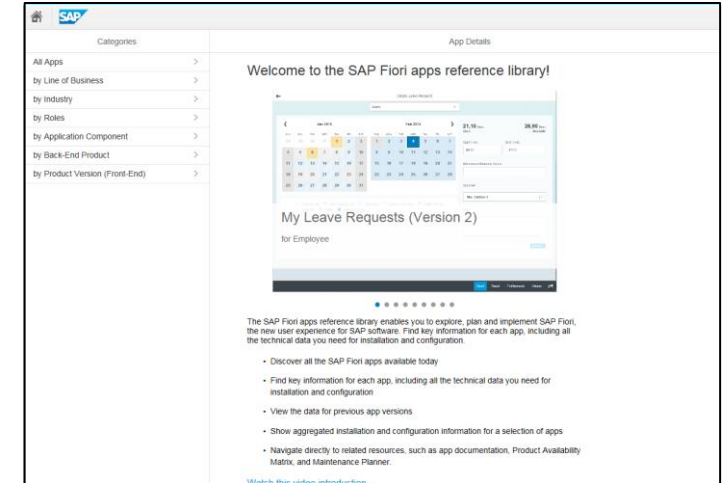 SAP
Categories
App Details
All Apps
by Line of Business
by Industry
by Roles
by Application Component
by Back-End Product
by Product Version (Front-End)
Welcome to the SAP Fiori apps reference library!
My Leave Requests (Version 2)
for Employee
The SAP Fiori apps reference library enables you to explore, plan and implement SAP Fiori,
the new user experience for SAP software. Find key information for each app, including all
the technical data you need for installation and configuration.
• Discover all the SAP Fiori apps available today
• Find key information for each app, including all the technical data you need for
installation and configuration
• View the data for previous app versions
• Show aggregated installation and configuration information for a selection of apps
• Navigate directly to related resources, such as app documentation, Product Availability
Matrix, and Maintenance Planner.
Watch this video introduction